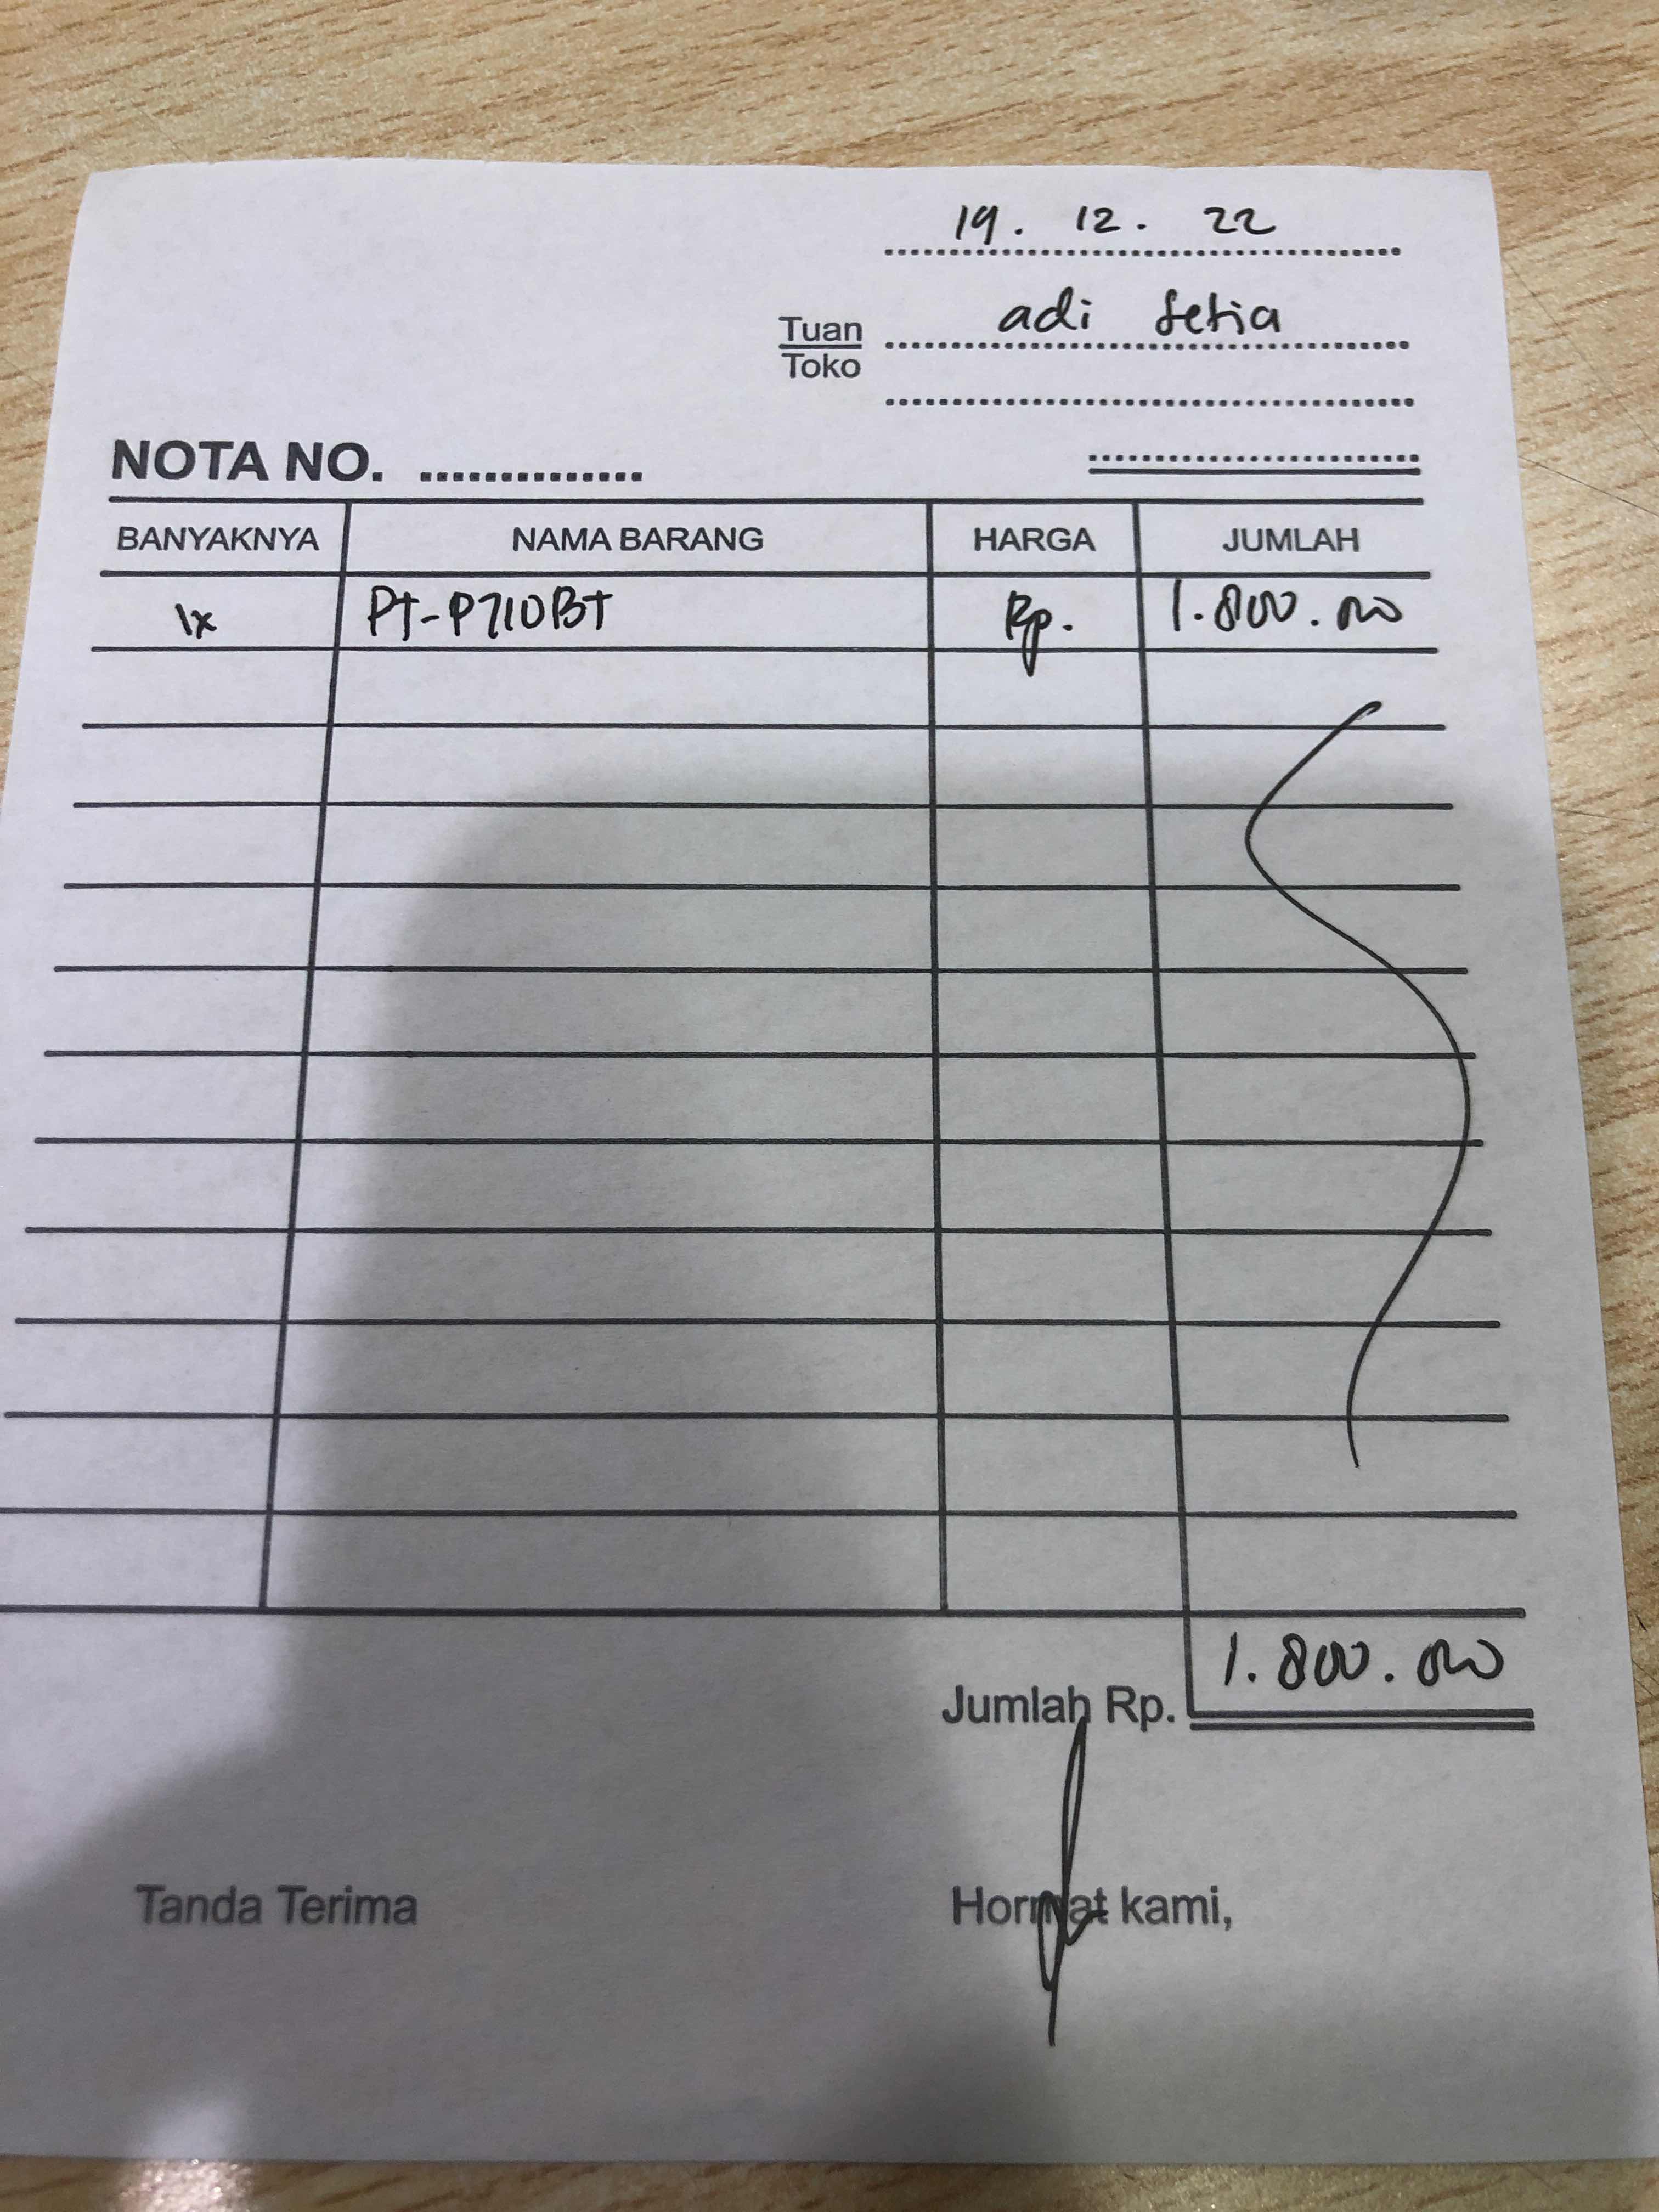 19. 12. 22
Tuan adi setia
Toko
NOTA NO.
BANYAKNYA NAMA BARANG HARGA JUMLAH
1x PT-P710BT Rp. 1.800.000
Jumlah Rp. 1.800.000
Tanda Terima Hormat kami,